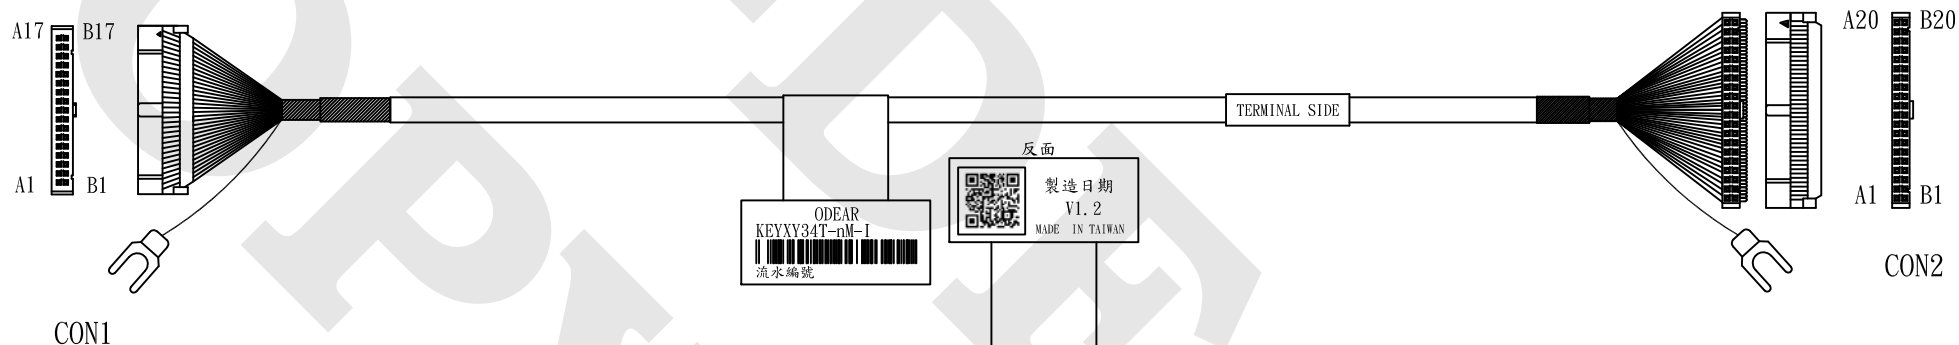 A17 B17
A1 B1
CON1
ODEAR
KEYXY34T-nM-I
流水編號
反面
製造日期
V1.2
MADE IN TAIWAN
TERMINAL SIDE
A20 B20
A1 B1
CON2